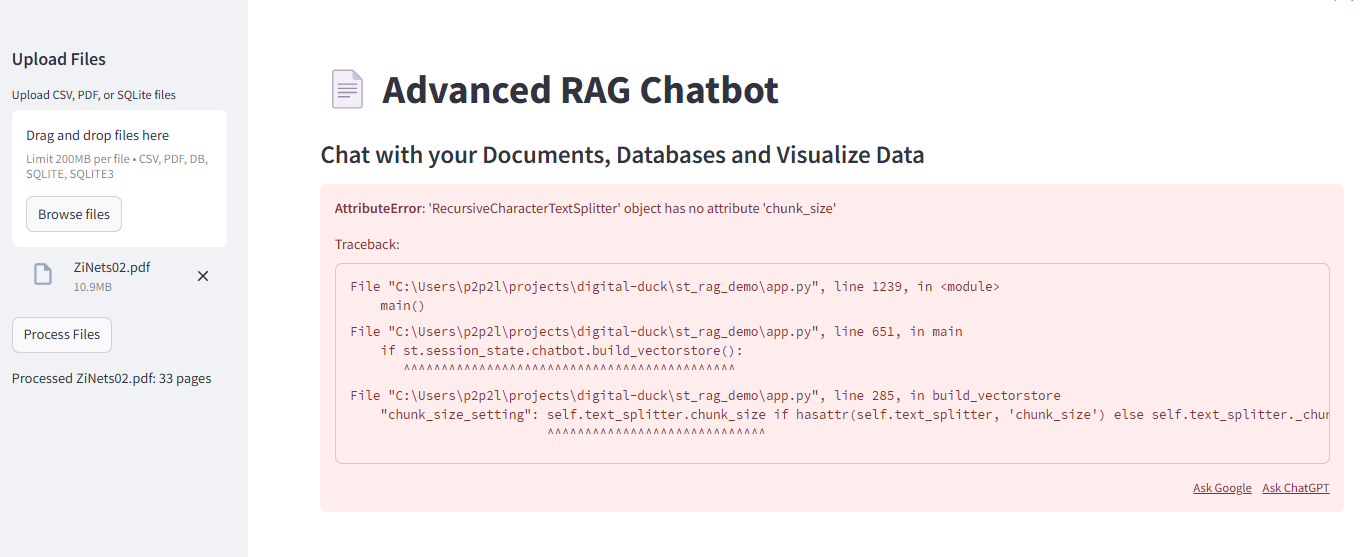 Upload Files
Upload CSV, PDF, or SQLite files
Drag and drop files here
Limit 200MB per file • CSV, PDF, DB,
SQLITE, SQLITE3
Browse files
ZiNets02.pdf
10.9MB
Process Files
Processed ZiNets02.pdf: 33 pages
Advanced RAG Chatbot
Chat with your Documents, Databases and Visualize Data
AttributeError: 'RecursiveCharacterTextSplitter' object has no attribute 'chunk_size'
Traceback:
File "C:\Users\p2p2l\projects\digital-duck\st_rag_demo\app.py", line 1239, in <module>
main()
File "C:\Users\p2p2l\projects\digital-duck\st_rag_demo\app.py", line 651, in main
if st.session_state.chatbot.build_vectorstore():
^^^^^^^^^^^^^^^^^^^^^^^^^^^^^^^^^^^^^^^^^^^^
File "C:\Users\p2p2l\projects\digital-duck\st_rag_demo\app.py", line 285, in build_vectorstore
"chunk_size_setting": self.text_splitter.chunk_size if hasattr(self.text_splitter, 'chunk_size') else self.text_splitter._chun
^^^^^^^^^^^^^^^^^^^^^^^^^^^^^
Ask Google Ask ChatGPT